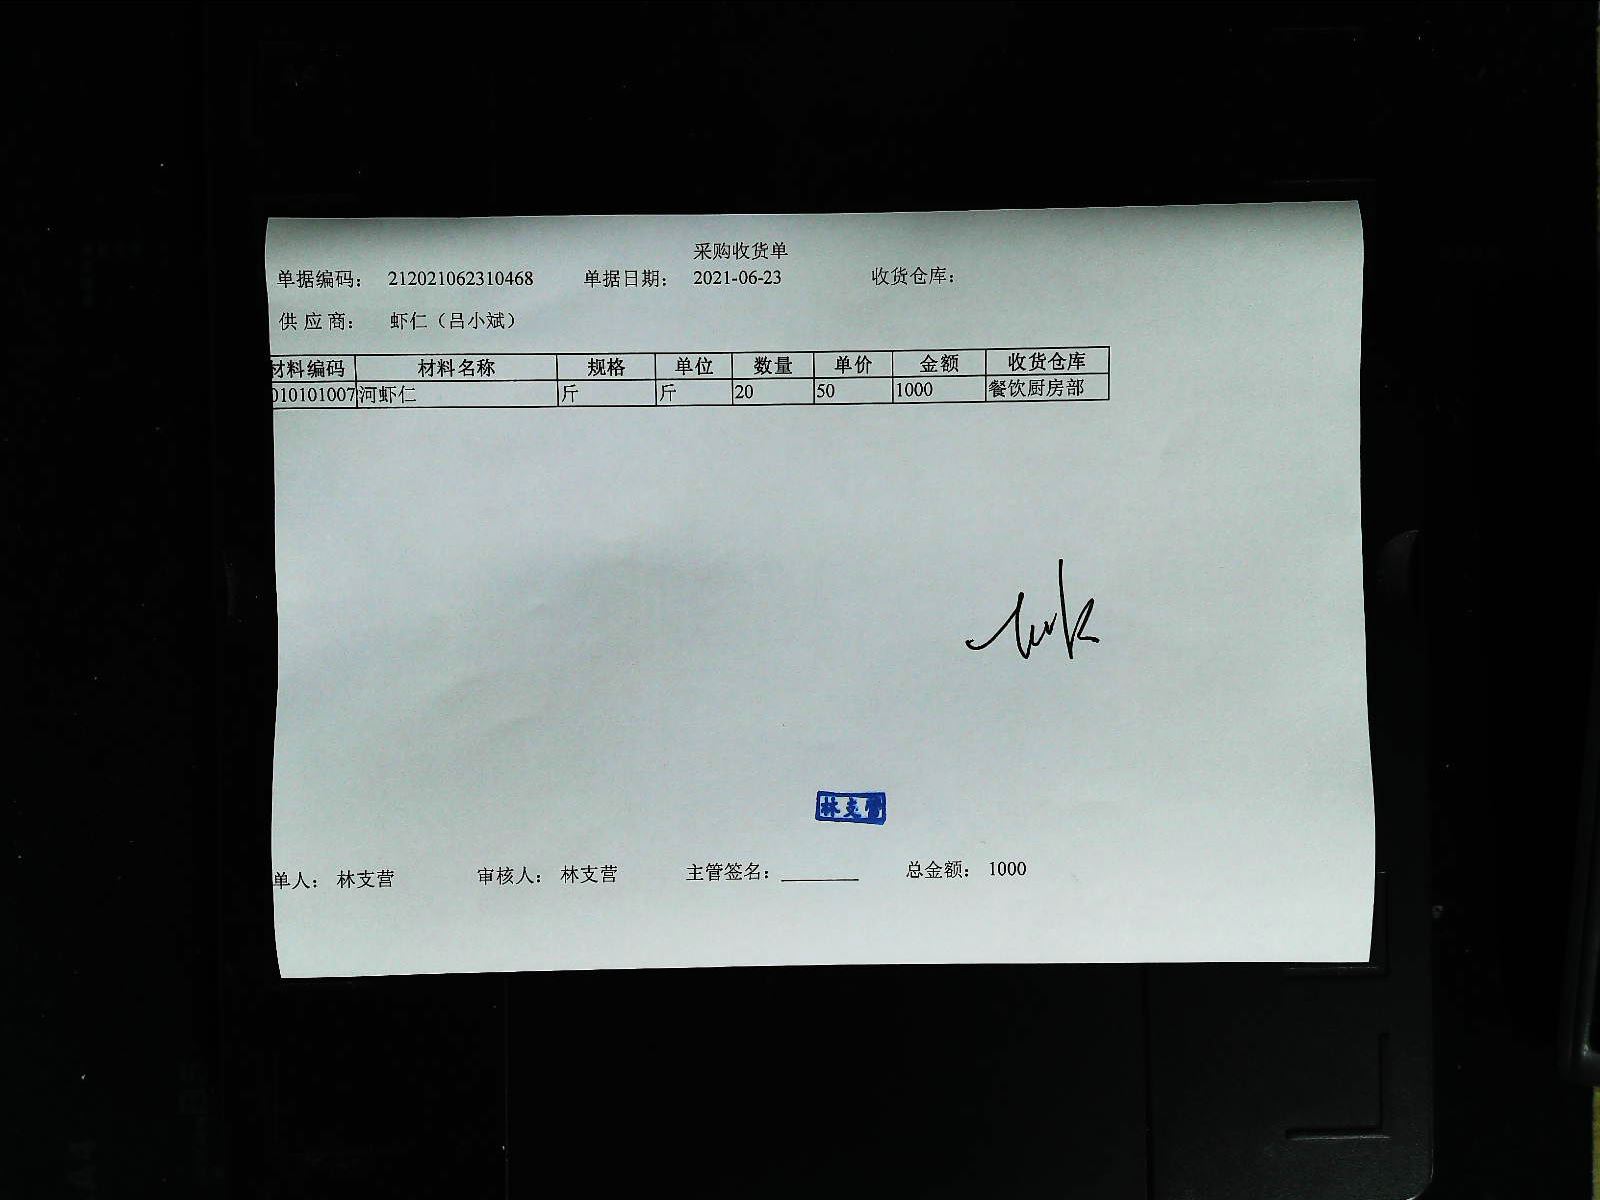 采购收货单
单据编码： 212021062310468 单据日期： 2021-06-23 收货仓库：
供 应 商： 虾仁（吕小斌）
材料编码 材料名称 规格 单位 数量 单价 金额 收货仓库
010101007 河虾仁 斤 斤 20 50 1000 餐饮厨房部
林支营
单人： 林支营 审核人： 林支营 主管签名：_______ 总金额： 1000